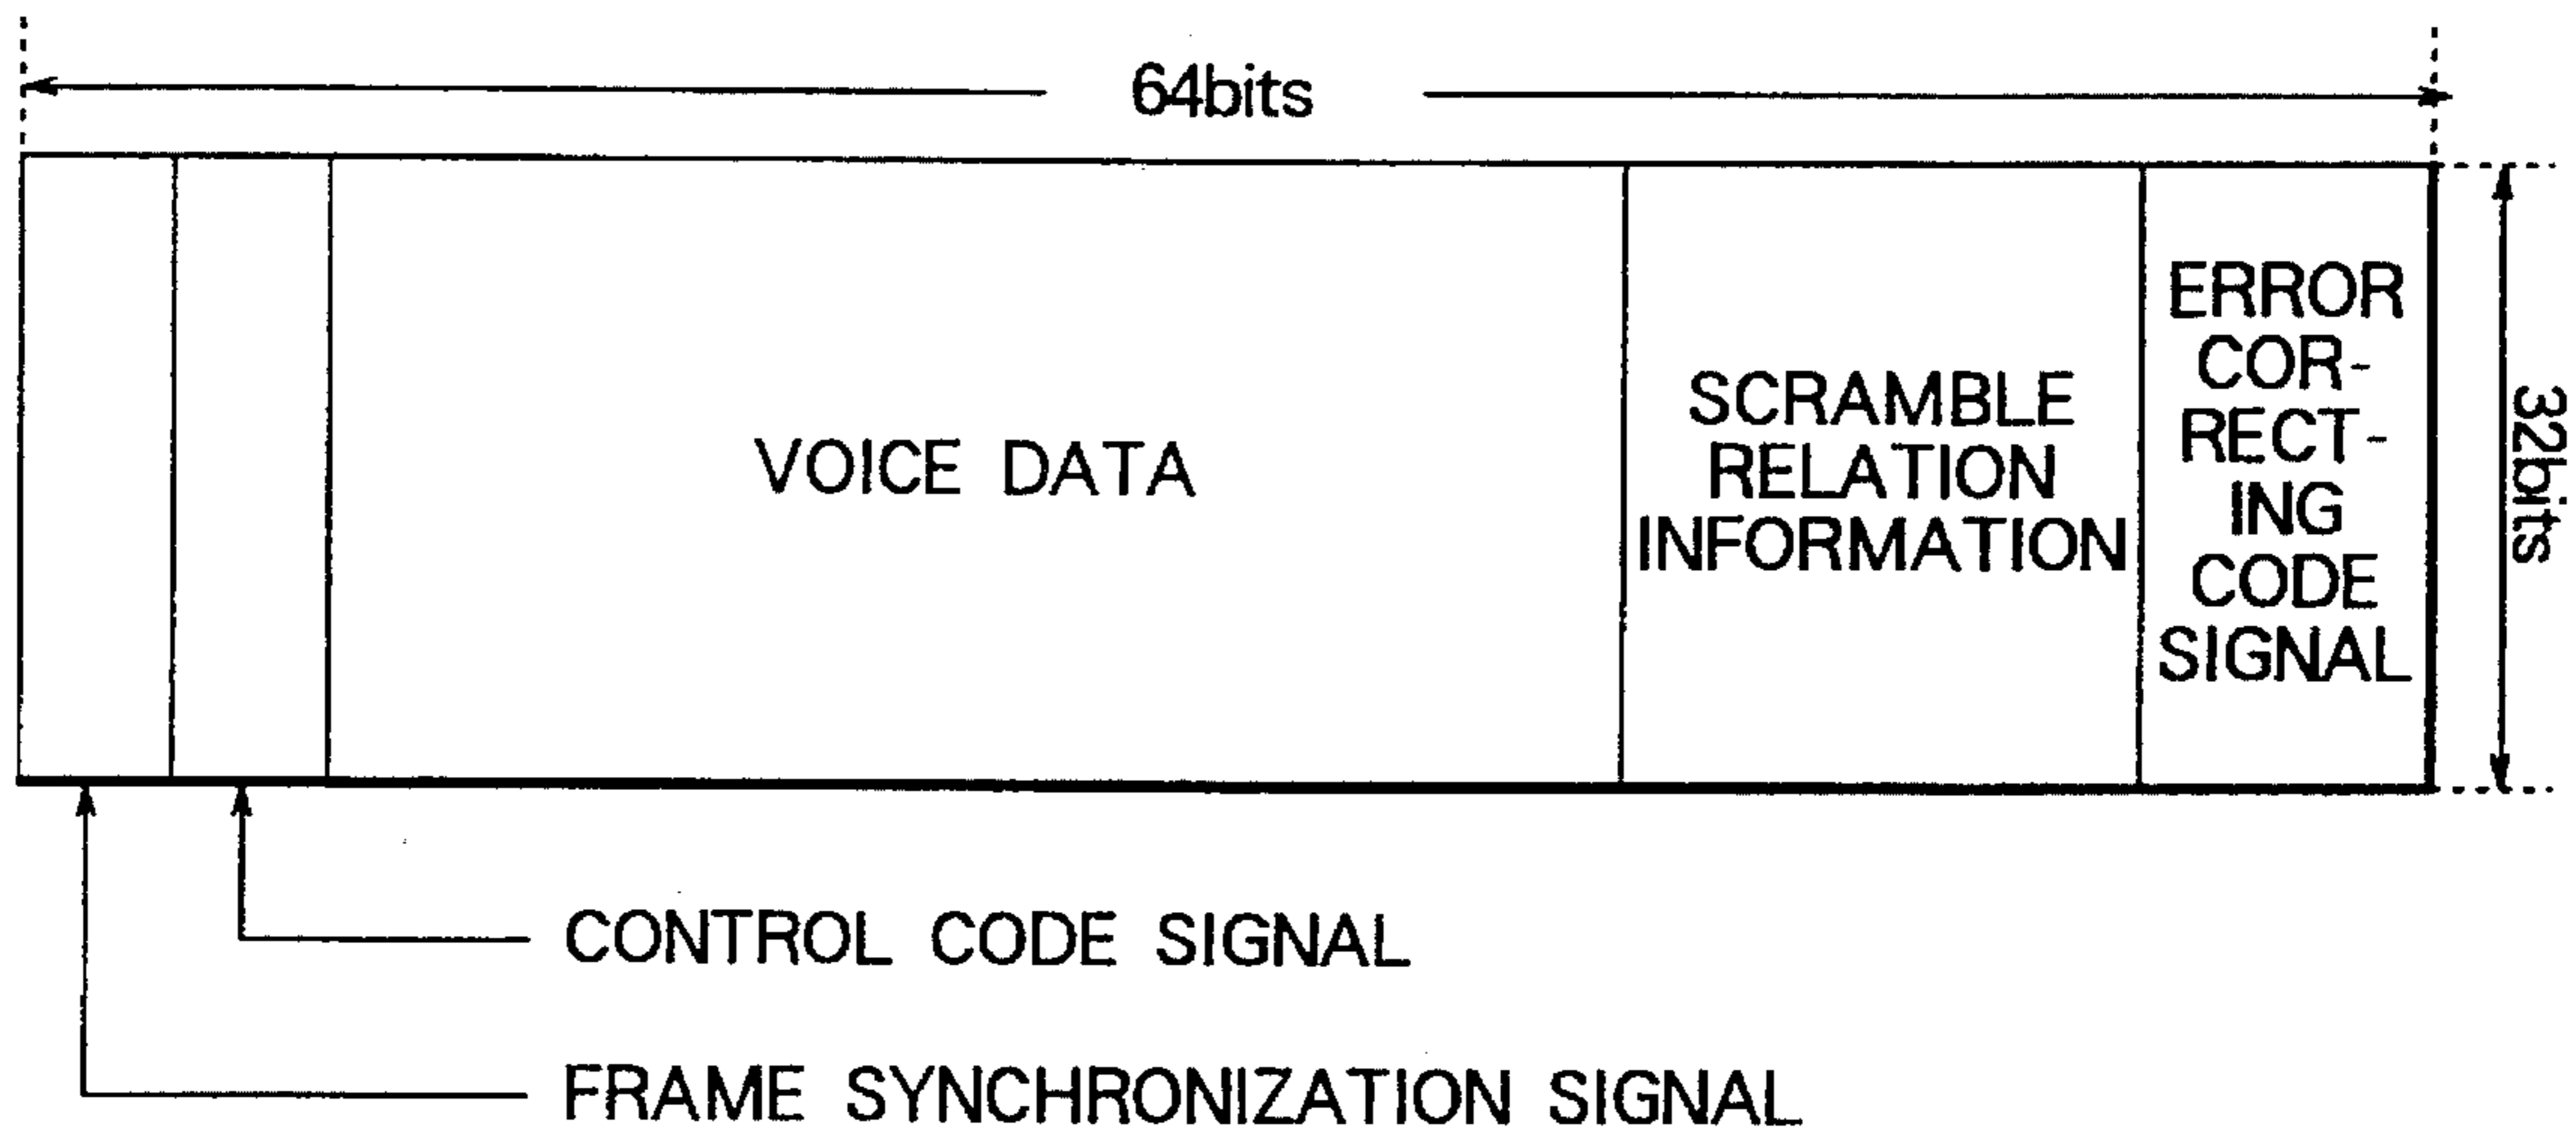 64bits
VOICE DATA
SCRAMBLE
RELATION
INFORMATION
ERROR
COR-
RECT-
ING
CODE
SIGNAL
32bits
CONTROL CODE SIGNAL
FRAME SYNCHRONIZATION SIGNAL